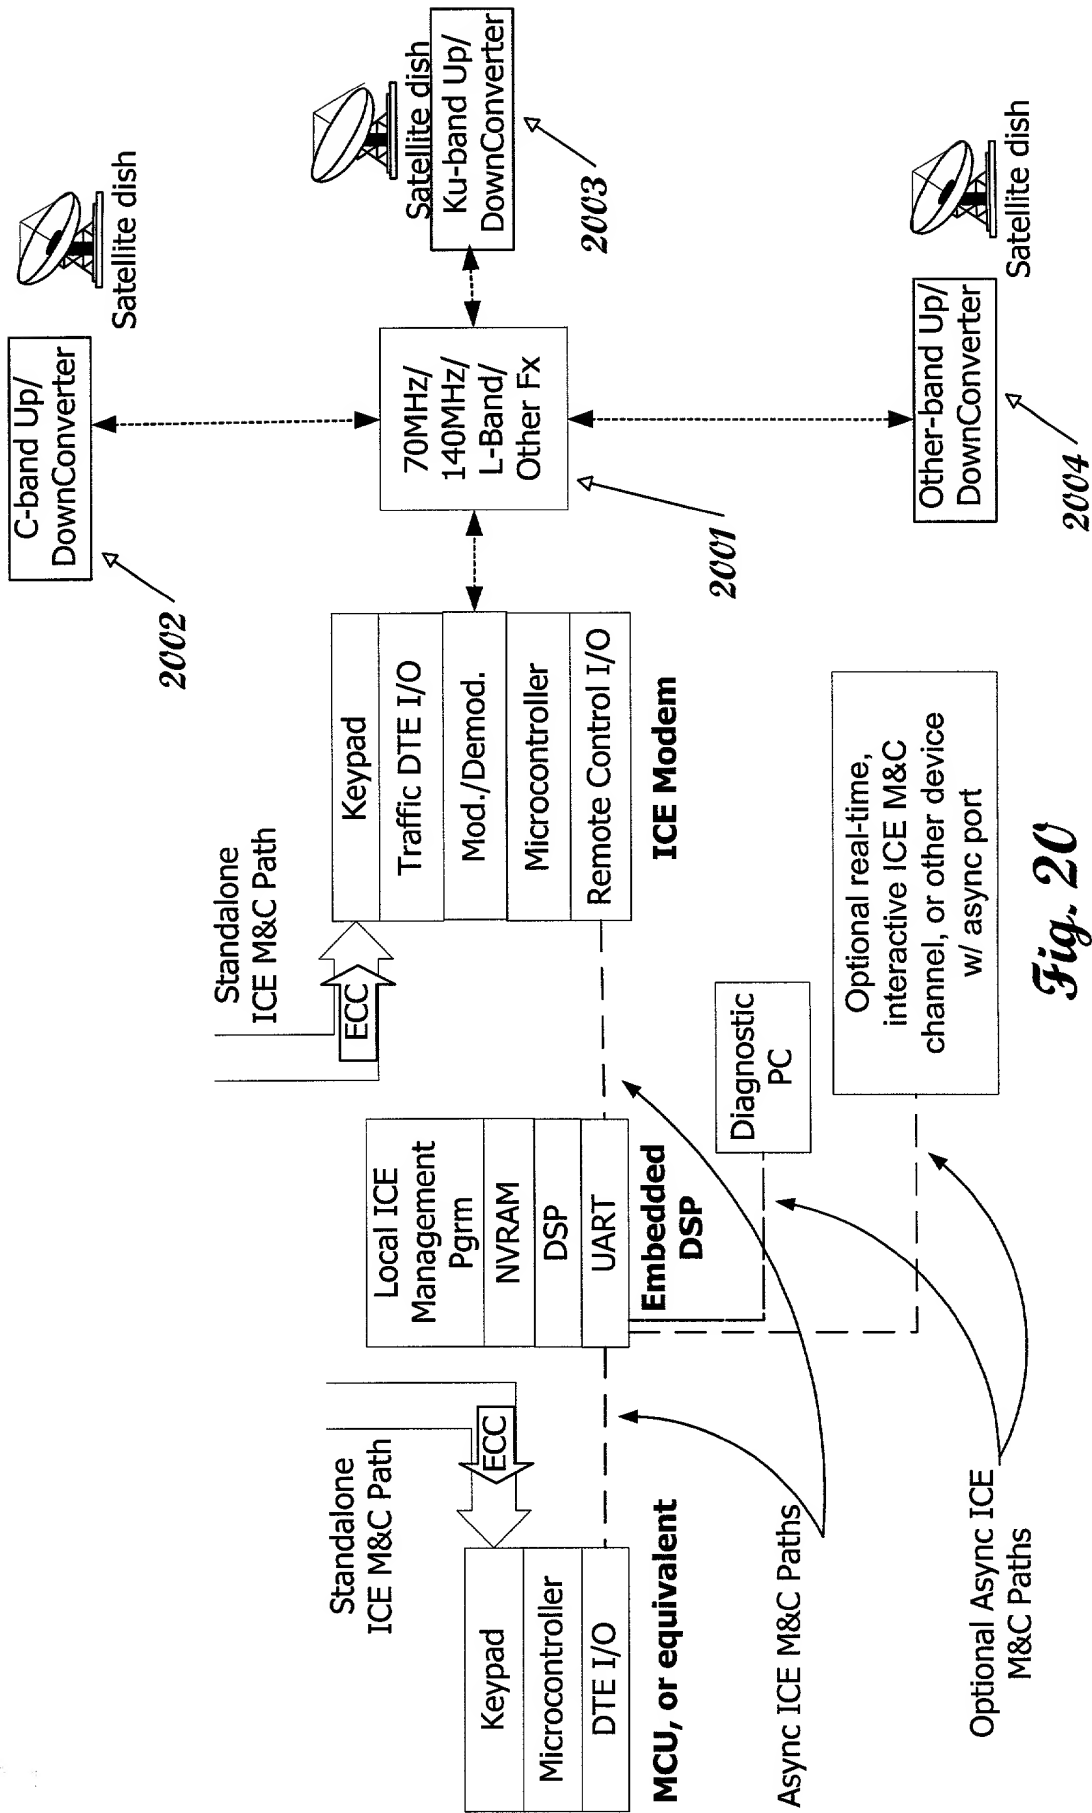 C-band Up/
DownConverter
Satellite dish
2002
Satellite dish
Ku-band Up/
DownConverter
2003
70MHz/
140MHz/
L-Band/
Other Fx
2001
Other-band Up/
DownConverter
Satellite dish
2004
Standalone
ICE M&C Path
ECC
Keypad
Microcontroller
DTE I/O
MCU, or equivalent
Local ICE
Management
Pgrm
NVRAM
DSP
UART
Embedded
DSP
Standalone
ICE M&C Path
ECC
Keypad
Traffic DTE I/O
Mod./Demod.
Microcontroller
Remote Control I/O
ICE Modem
Diagnostic
PC
Optional real-time,
interactive ICE M&C
channel, or other device
w/ async port
Async ICE M&C Paths
Optional Async ICE
M&C Paths
Fig. 20